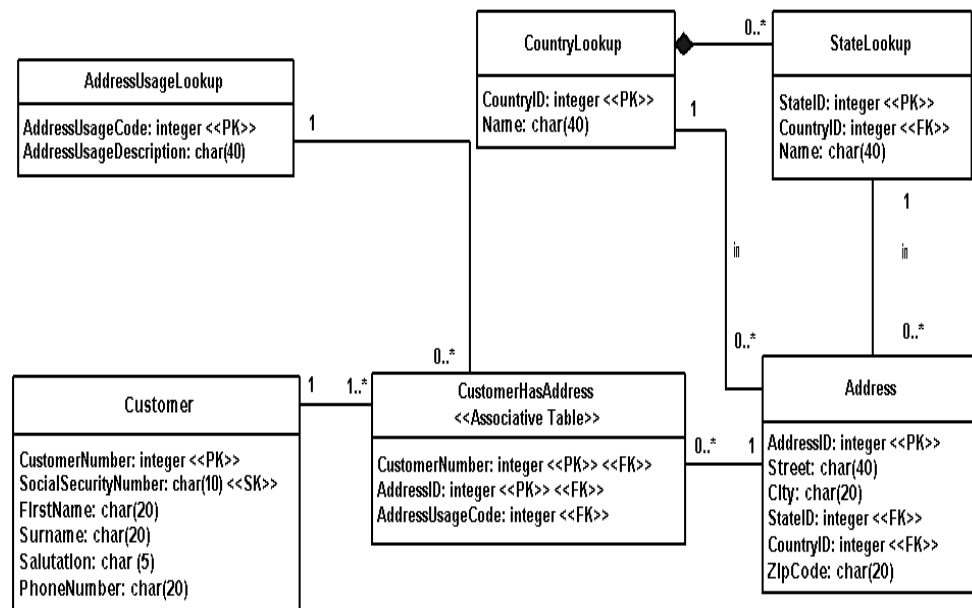 AddressUsageLookup
AddressUsageCode: integer <<PK>>
AddressUsageDescription: char(40)
1
CountryLookup
CountryID: integer <<PK>>
Name: char(40)
1
0..*
StateLookup
StateID: integer <<PK>>
CountryID: integer <<FK>>
Name: char(40)
1
in
in
0..*
0..*
0..*
Customer
CustomerNumber: integer <<PK>>
SocialSecurityNumber: char(10) <<SK>>
FirstName: char(20)
Surname: char(20)
Salutation: char (5)
PhoneNumber: char(20)
1
1..*
CustomerHasAddress
<<Associative Table>>
CustomerNumber: integer <<PK>> <<FK>>
AddressID: integer <<PK>> <<FK>>
AddressUsageCode: integer <<FK>>
0..*
1
Address
AddressID: integer <<PK>>
Street: char(40)
City: char(20)
StateID: integer <<FK>>
CountryID: integer <<FK>>
ZipCode: char(20)